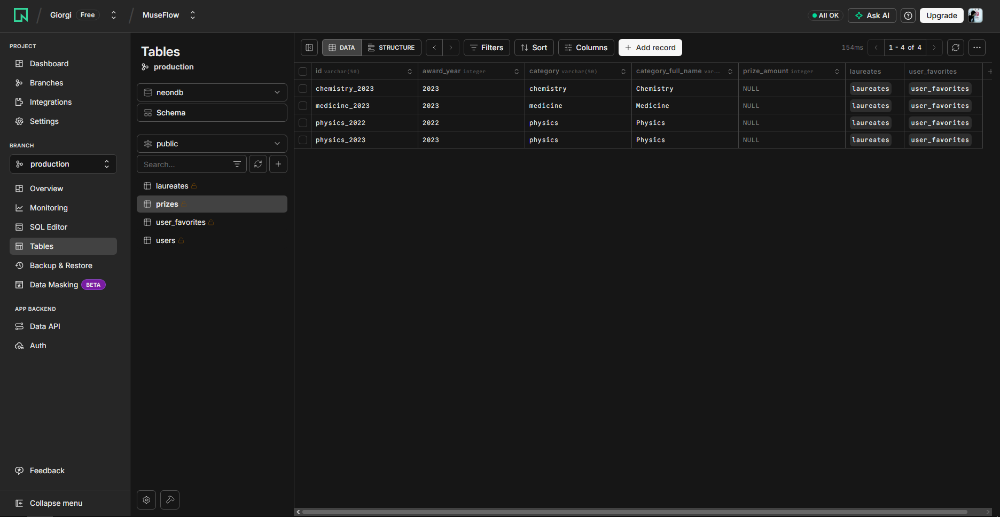 Giorgi Free MuseFlow All OK Ask AI Upgrade
PROJECT
Dashboard
Branches
Integrations
Settings
BRANCH
production
Overview
Monitoring
SQL Editor
Tables
Backup & Restore
Data Masking BETA
APP BACKEND
Data API
Auth
Feedback
Collapse menu
Tables
production
neondb
Schema
public
Search...
laureates
prizes
user_favorites
users
DATA STRUCTURE Filters Sort Columns Add record 154ms 1 - 4 of 4
id varchar(50) award_year integer category varchar(50) category_full_name var... prize_amount integer laureates user_favorites
chemistry_2023 2023 chemistry Chemistry NULL laureates user_favorites
medicine_2023 2023 medicine Medicine NULL laureates user_favorites
physics_2022 2022 physics Physics NULL laureates user_favorites
physics_2023 2023 physics Physics NULL laureates user_favorites